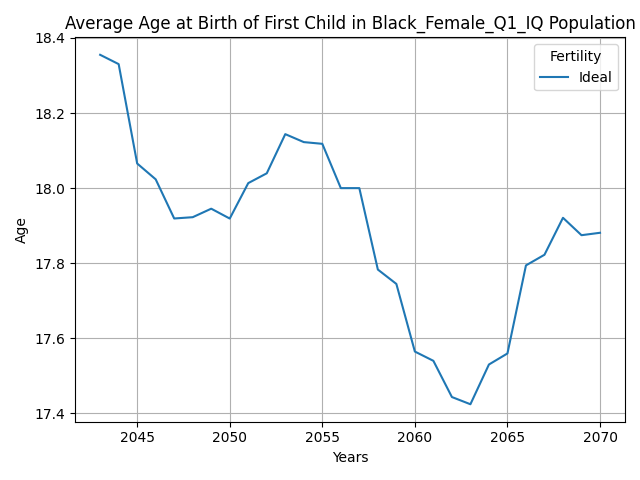 Average Age at Birth of First Child in Black_Female_Q1_IQ Population
Fertility
Ideal
Age
18.4
18.2
18.0
17.8
17.6
17.4
2045 2050 2055 2060 2065 2070
Years